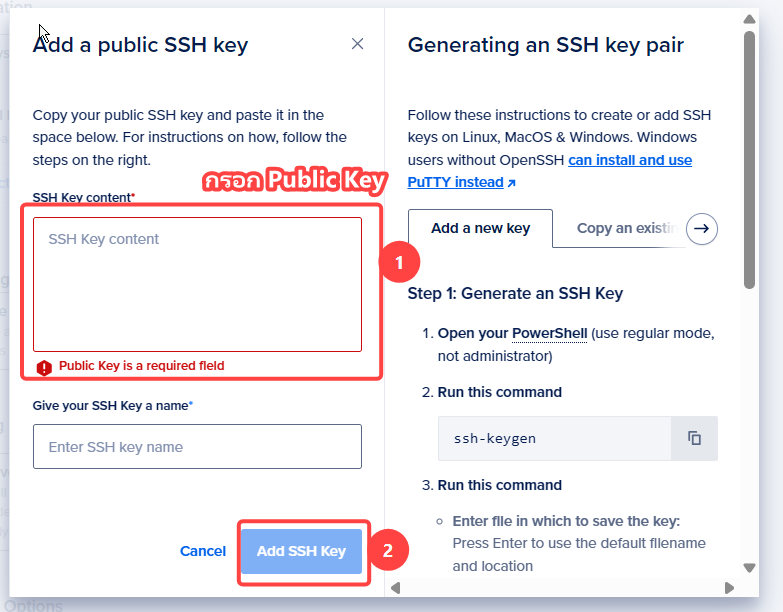 Add a public SSH key
Copy your public SSH key and paste it in the
space below. For instructions on how, follow the
steps on the right.
กรอก Public Key
SSH Key content*
SSH Key content
1
Public Key is a required field
Give your SSH Key a name*
Enter SSH key name
Cancel
Add SSH Key
2
Generating an SSH key pair
Follow these instructions to create or add SSH
keys on Linux, MacOS & Windows. Windows
users without OpenSSH can install and use
PuTTY instead
Add a new key
Copy an existi
Step 1: Generate an SSH Key
1. Open your PowerShell (use regular mode,
not administrator)
2. Run this command
ssh-keygen
3. Run this command
Enter file in which to save the key:
Press Enter to use the default filename
and location
Options